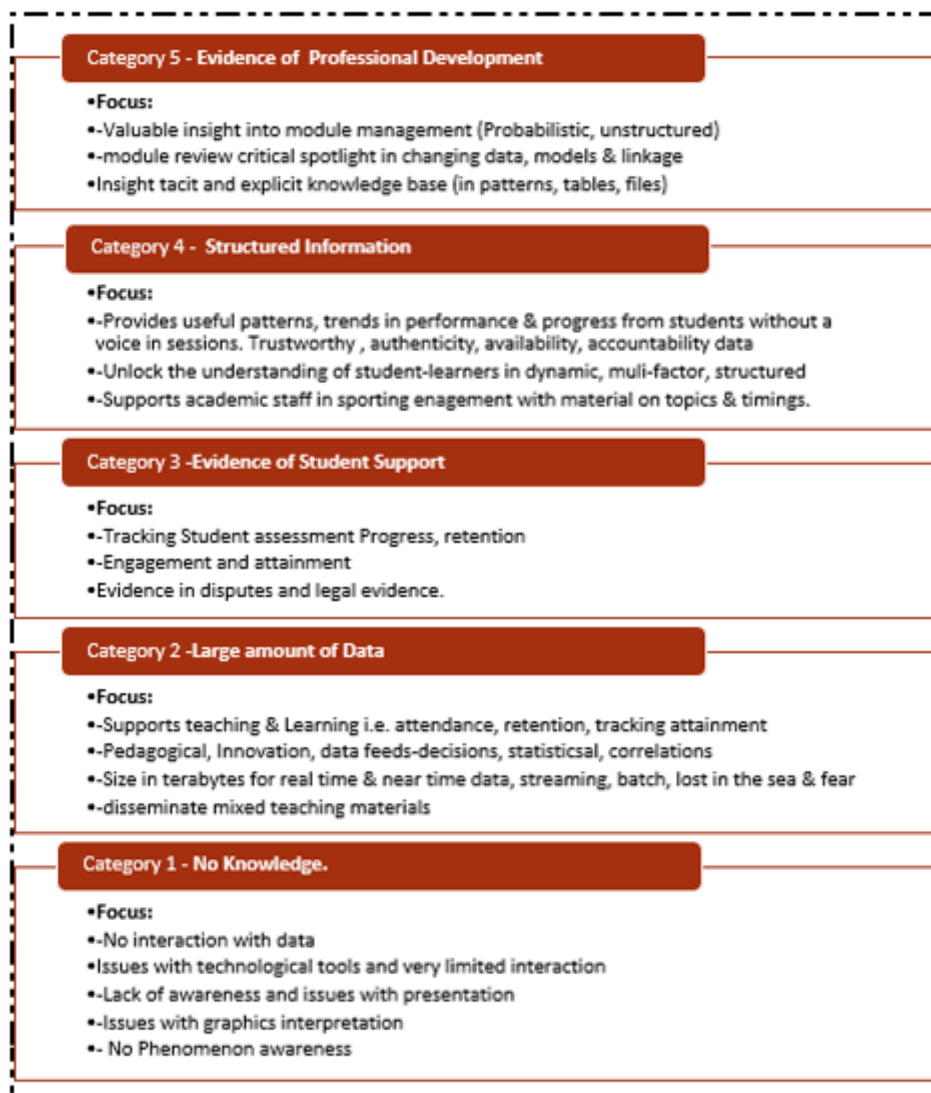 Category 5 - Evidence of Professional Development
•Focus:
•-Valuable insight into module management (Probabilistic, unstructured)
•-module review critical spotlight in changing data, models & linkage
•Insight tacit and explicit knowledge base (in patterns, tables, files)
Category 4 - Structured Information
•Focus:
•-Provides useful patterns, trends in performance & progress from students without a
voice in sessions. Trustworthy , authenticity, availability, accountability data
•-Unlock the understanding of student-learners in dynamic, muli-factor, structured
•-Supports academic staff in sporting enagement with material on topics & timings.
Category 3 -Evidence of Student Support
•Focus:
•-Tracking Student assessment Progress, retention
•-Engagement and attainment
•Evidence in disputes and legal evidence.
Category 2 -Large amount of Data
•Focus:
•-Supports teaching & Learning i.e. attendance, retention, tracking attainment
•-Pedagogical, Innovation, data feeds-decisions, statisticsal, correlations
•-Size in terabytes for real time & near time data, streaming, batch, lost in the sea & fear
•-disseminate mixed teaching materials
Category 1 - No Knowledge.
•Focus:
•-No interaction with data
•Issues with technological tools and very limited interaction
•-Lack of awareness and issues with presentation
•-Issues with graphics interpretation
•- No Phenomenon awareness